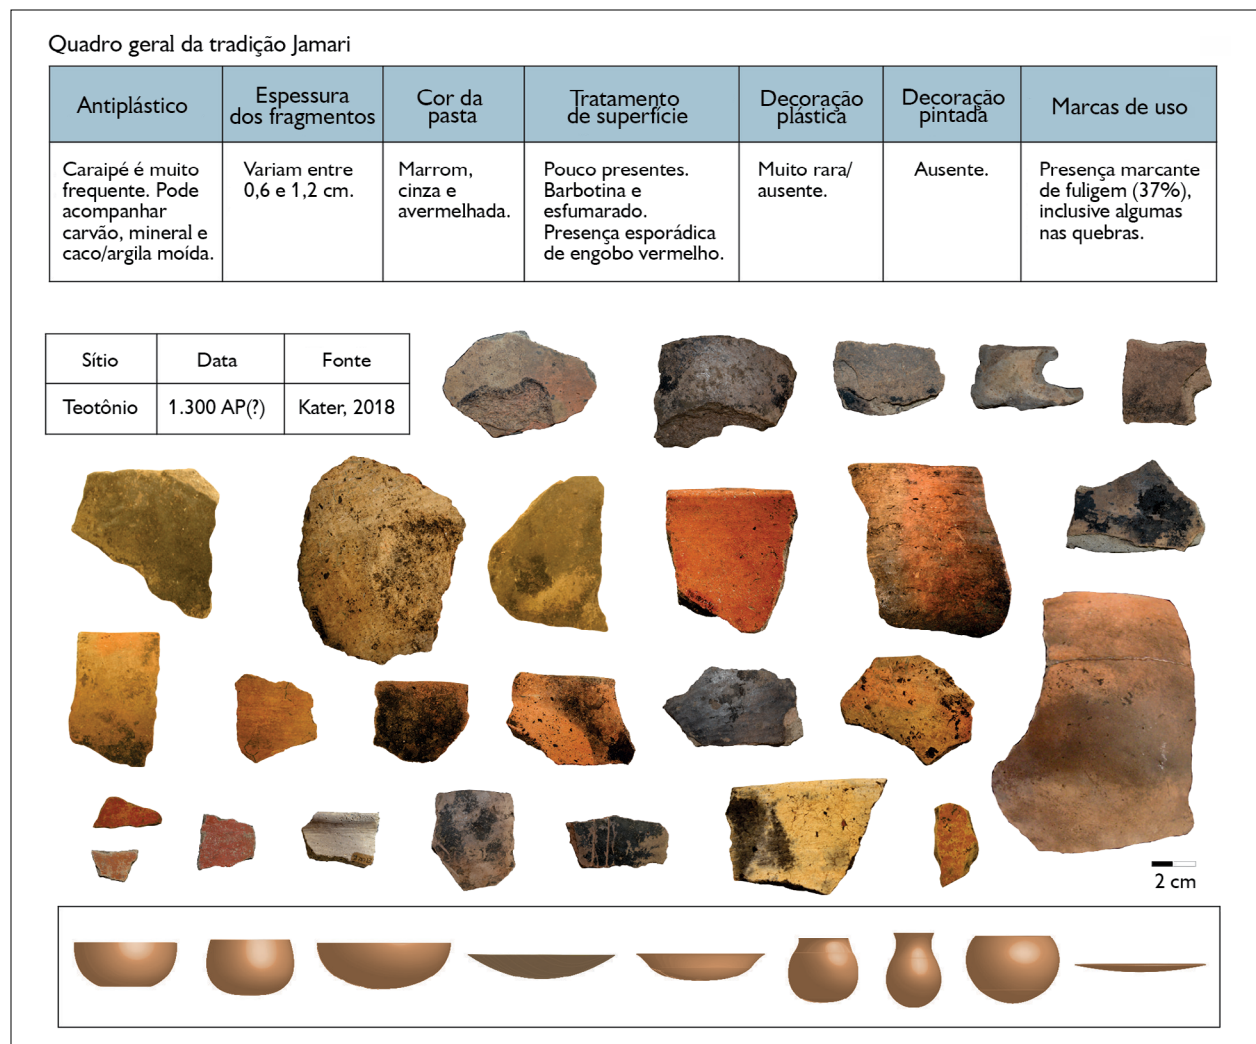 Quadro geral da tradição Jamari
Antiplástico
Espessura
dos fragmentos
Cor da
pasta
Tratamento
de superfície
Decoração
plástica
Decoração
pintada
Marcas de uso
Caraipé é muito
frequente. Pode
acompanhar
carvão, mineral e
caco/argila moída.
Variam entre
0,6 e 1,2 cm.
Marrom,
cinza e
avermelhada.
Pouco presentes.
Barbotina e
esfumarado.
Presença esporádica
de engobo vermelho.
Muito rara/
ausente.
Ausente.
Presença marcante
de fuligem (37%),
inclusive algumas
nas quebras.
Sítio
Data
Fonte
Teotônio
1.300 AP(?)
Kater, 2018
2 cm